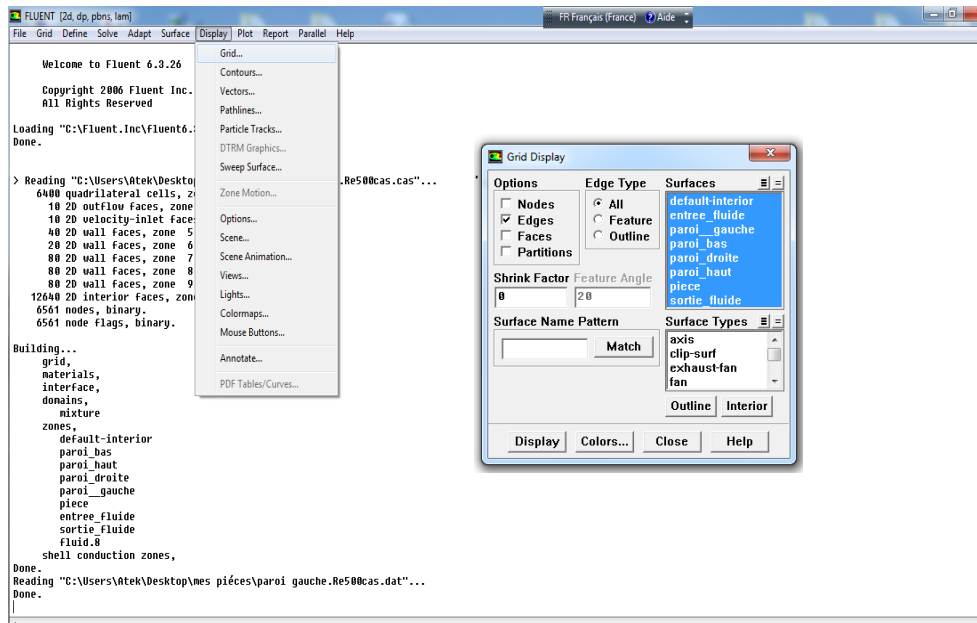 FLUENT [2d, dp, pbns, lam]
FR Français (France) Aide
File Grid Define Solve Adapt Surface Display Plot Report Parallel Help
Grid...
Contours...
Vectors...
Pathlines...
Particle Tracks...
DTRM Graphics...
Sweep Surface...
Zone Motion...
Options...
Scene...
Scene Animation...
Views...
Lights...
Colormaps...
Mouse Buttons...
Annotate...
PDF Tables/Curves...
Welcome to Fluent 6.3.26
Copyright 2006 Fluent Inc.
All Rights Reserved
Loading "C:\Fluent.Inc\fluent6.
Done.
> Reading "C:\Users\Atek\Desktop .Re500cas.cas"...
6400 quadrilateral cells, z
10 2D outflow faces, zone
10 2D velocity-inlet face
40 2D wall faces, zone 5
20 2D wall faces, zone 6
80 2D wall faces, zone 7
80 2D wall faces, zone 8
80 2D wall faces, zone 9
12640 2D interior faces, zon
6561 nodes, binary.
6561 node flags, binary.
Building...
grid,
materials,
interface,
domains,
mixture
zones,
default-interior
paroi_bas
paroi_haut
paroi_droite
paroi__gauche
piece
entree_fluide
sortie_fluide
fluid.8
shell conduction zones,
Done.
Reading "C:\Users\Atek\Desktop\mes piéces\paroi gauche.Re500cas.dat"...
Done.
Grid Display
Options
Nodes
Edges
Faces
Partitions
Edge Type
All
Feature
Outline
Surfaces
default-interior
entree_fluide
paroi__gauche
paroi_bas
paroi_droite
paroi_haut
piece
sortie_fluide
Shrink Factor Feature Angle
0 20
Surface Name Pattern
Match
Surface Types
axis
clip-surf
exhaust-fan
fan
Outline Interior
Display Colors... Close Help